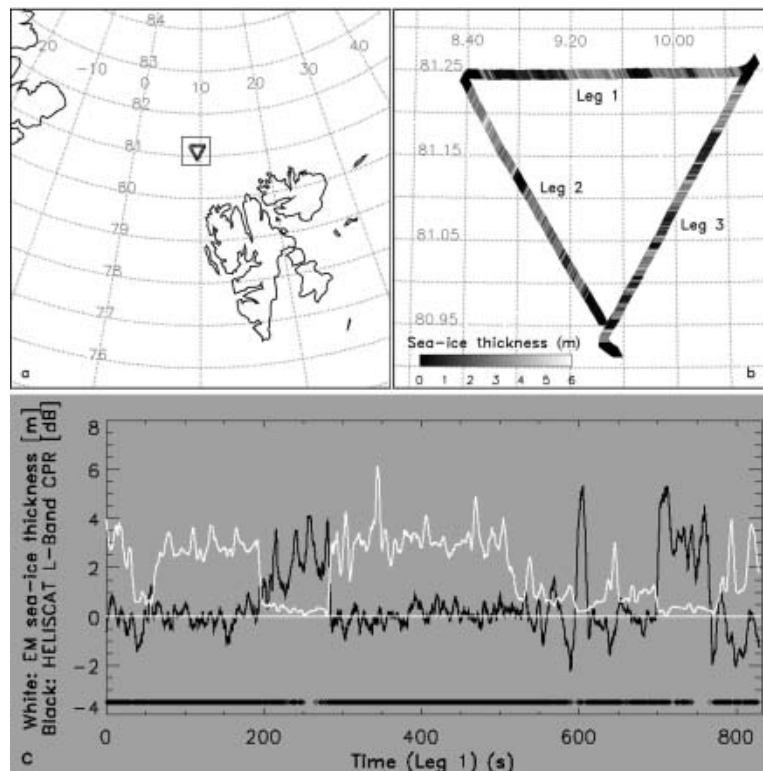 84
83
82
81
80
79
78
77
76
20
-10
0
10
20
30
40
a
8.40
9.20
10.00
81.25
81.15
81.05
80.95
Leg 1
Leg 2
Leg 3
Sea-ice thickness (m)
0 1 2 3 4 5 6
b
White: EM sea-ice thickness [m]
Black: HELISCAT L-Band CPR [dB]
8
6
4
2
0
-2
-4
0 200 400 600 800
Time (Leg 1) (s)
C